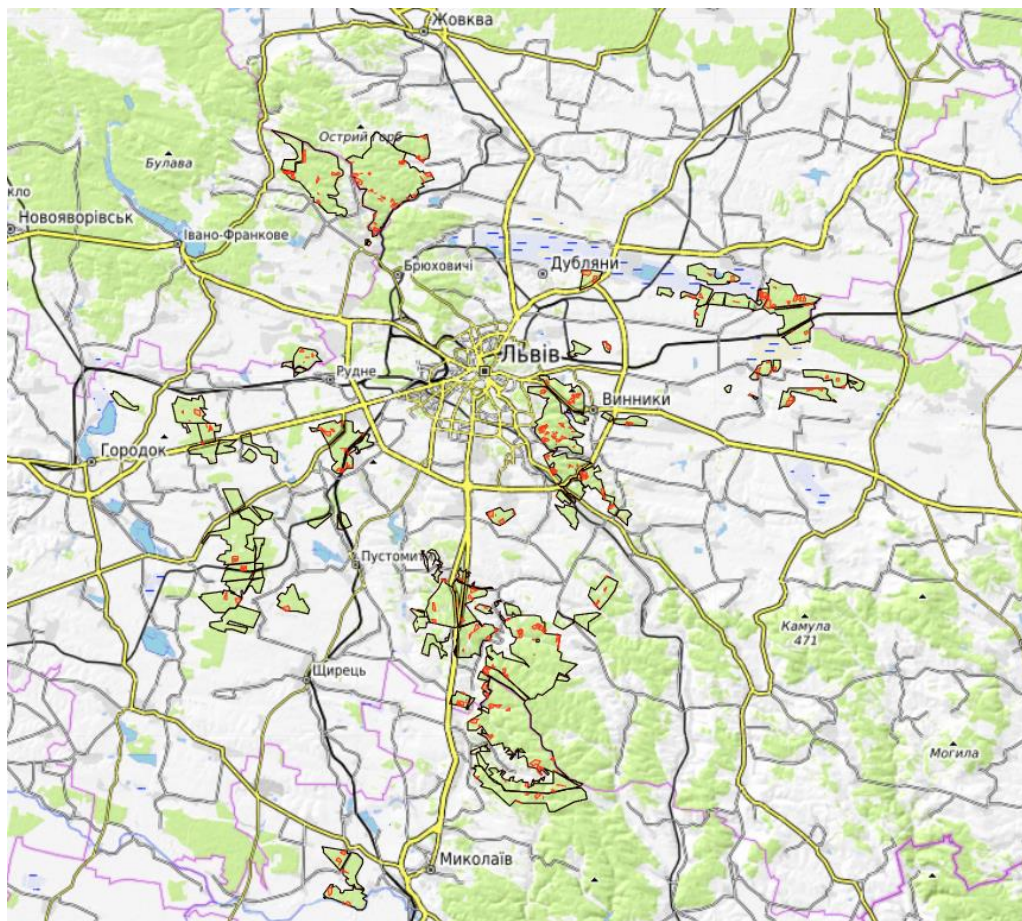 Жовква
Острий Горб
Булава
кло
Новояворівськ
Івано-Франкове
Брюховичі
Дубляни
Львів
Рудне
Винники
Городок
Пустомити
Камула
471
Щирець
Могила
Миколаїв